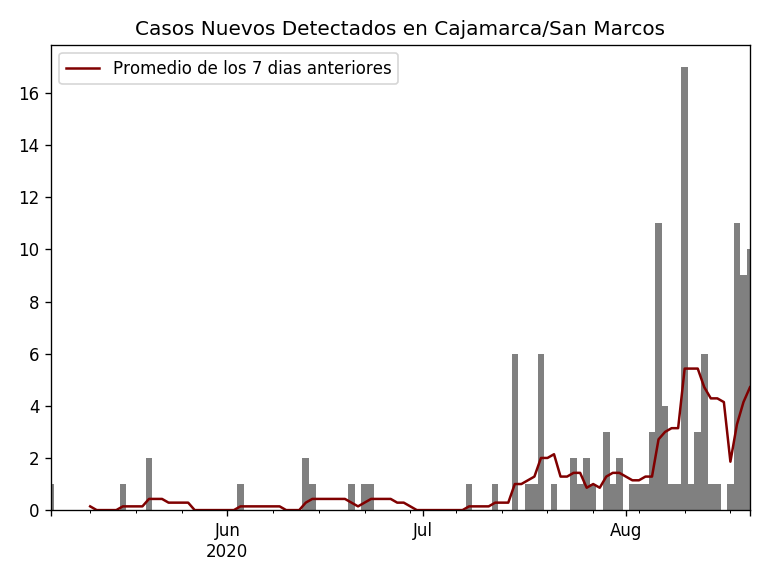 Casos Nuevos Detectados en Cajamarca/San Marcos
Promedio de los 7 dias anteriores
16
14
12
10
8
6
4
2
0
Jun
2020
Jul
Aug